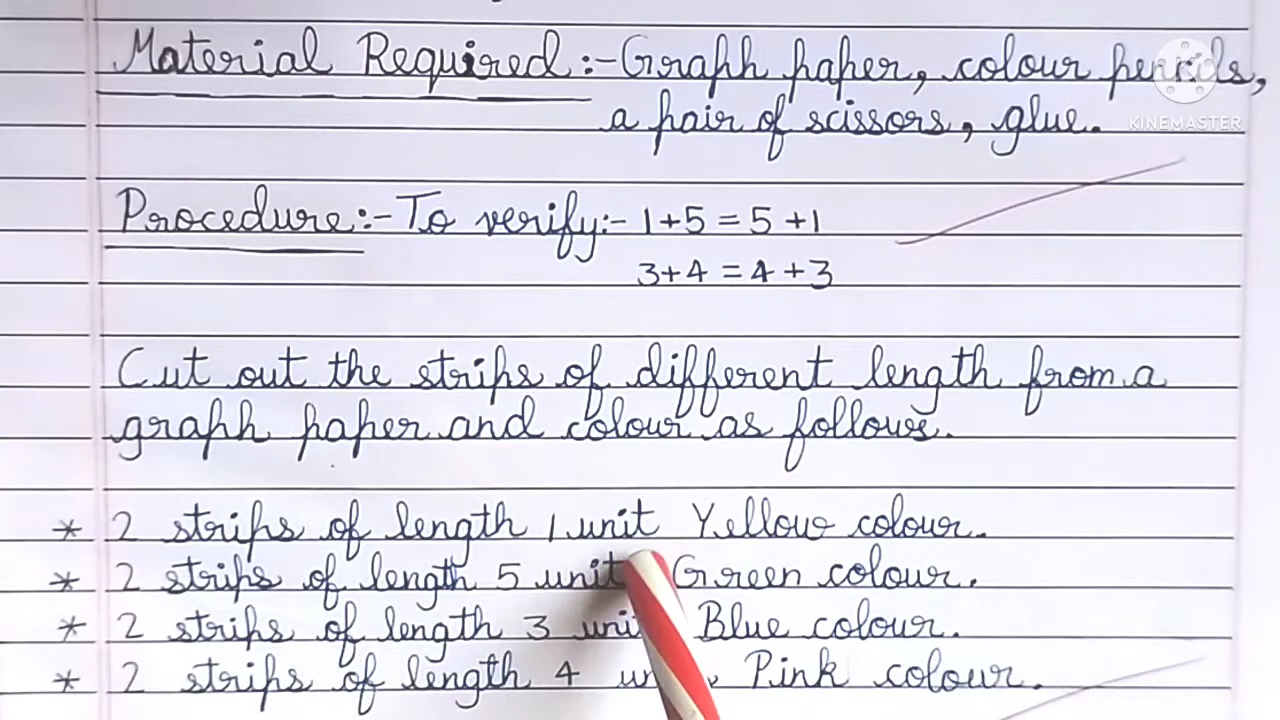 Material Required:- Graph paper, colour pencils,
a pair of scissors, glue.
KINEMASTER
Procedure:- To verify:- 1+5 = 5 +1
3+4 = 4 +3
Cut out the strips of different length from a
graph paper and colour as follows.
* 2 strips of length 1 unit Yellow colour.
* 2 strips of length 5 unit Green colour.
* 2 strips of length 3 Blue colour.
* 2 strips of length 4 Pink colour.